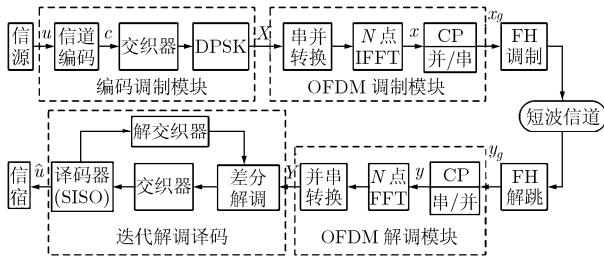 信源
u
信道编码
c
交织器
DPSK
X
编码调制模块
串并转换
N 点 IFFT
x
CP
并/串
OFDM 调制模块
x_g
FH 调制
短波信道
FH 解跳
y_g
CP
串/并
y
N 点 FFT
并串转换
OFDM 解调模块
Y
差分解调
交织器
解交织器
译码器 (SISO)
迭代解调译码
û
信宿